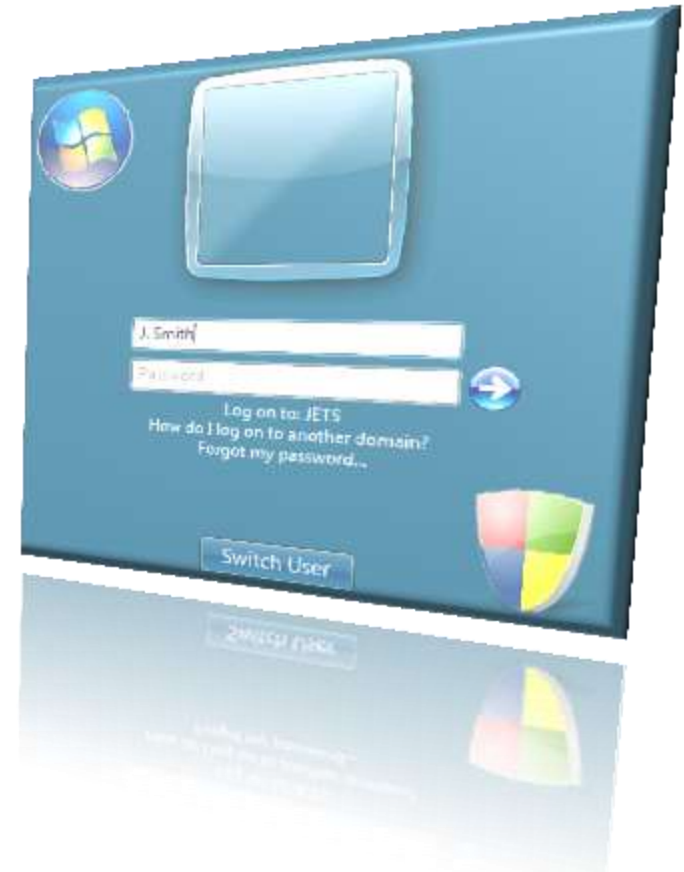 J. Smith
Password
Log on to: JETS
How do I log on to another domain?
Forgot my password...
Switch User